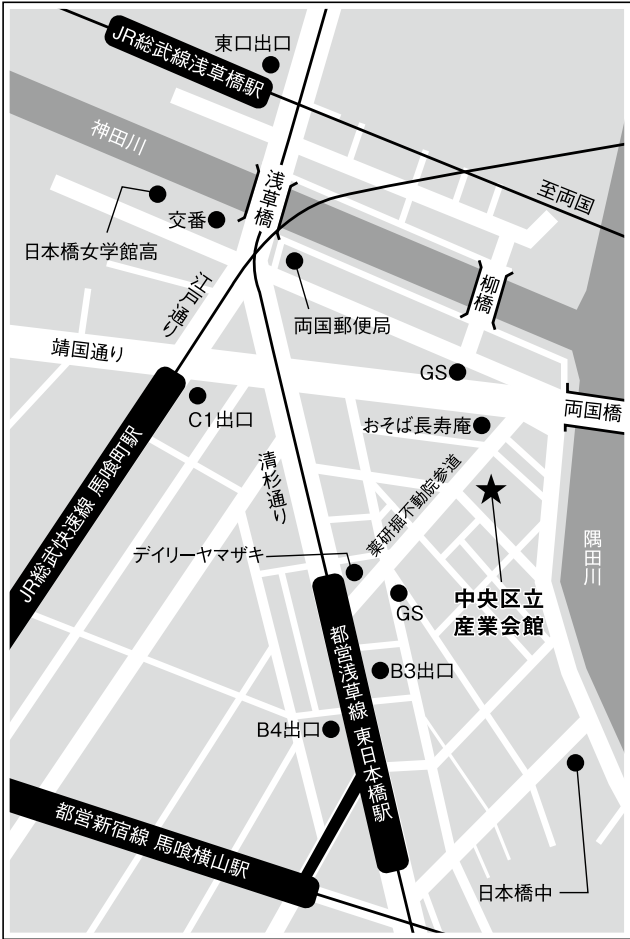 東口出口
JR総武線浅草橋駅
神田川
浅草橋
至両国
交番
日本橋女学館高
江戸通り
両国郵便局
柳橋
靖国通り
GS
両国橋
C1出口
おそば長寿庵
清杉通り
薬研掘不動院参道
JR総武快速線 馬喰町駅
隅田川
デイリーヤマザキ
GS
中央区立
産業会館
都営浅草線 東日本橋駅
B3出口
B4出口
都営新宿線 馬喰横山駅
日本橋中